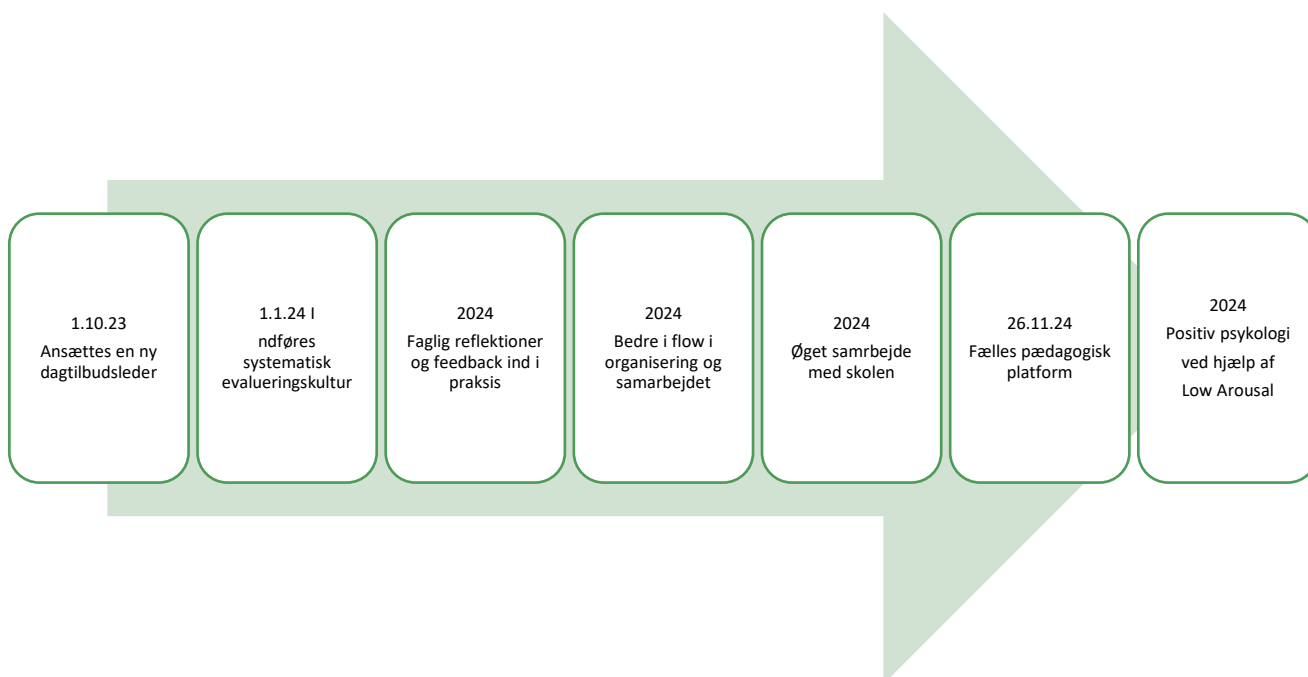 1.10.23
Ansættes en ny
dagtilbudsleder
1.1.24 I
ndføres
systematisk
evalueringskultur
2024
Faglig reflektioner
og feedback ind i
praksis
2024
Bedre i flow i
organisering og
samarbejdet
2024
Øget samrbejde
med skolen
26.11.24
Fælles pædagogisk
platform
2024
Positiv psykologi
ved hjælp af
Low Arousal